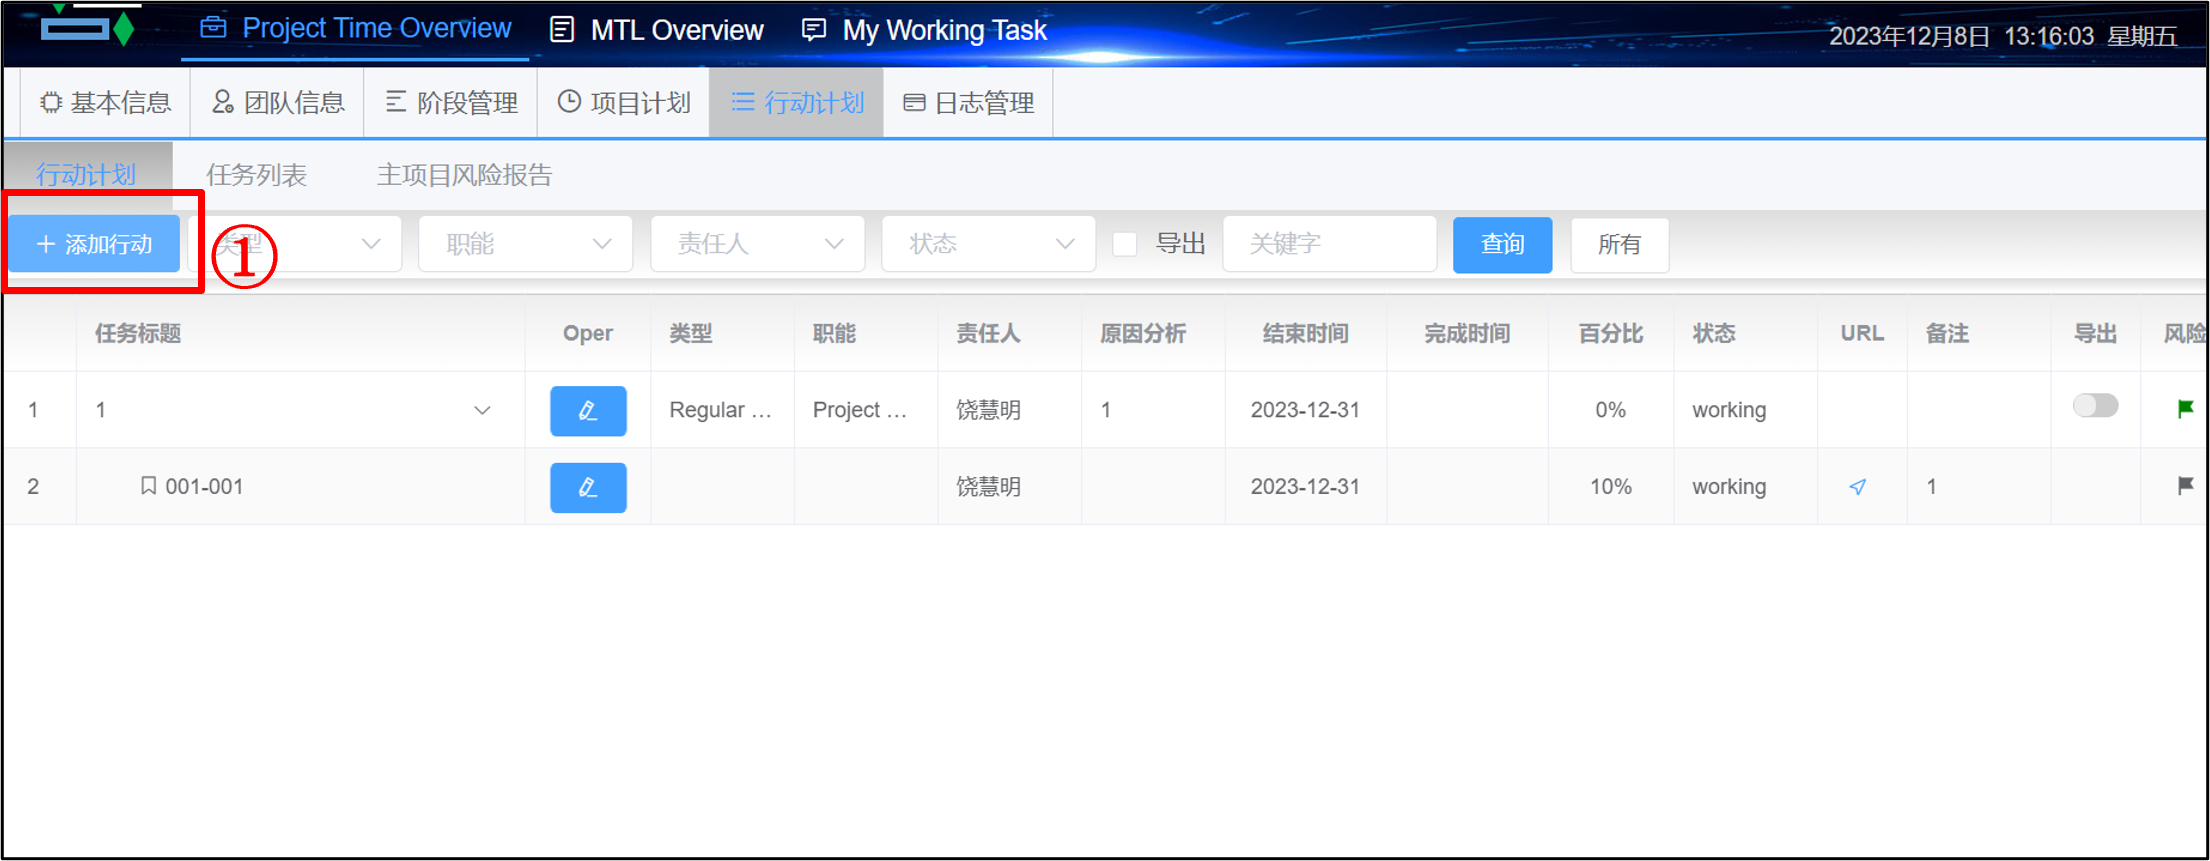 Project Time Overview MTL Overview My Working Task 2023年12月8日 13:16:03 星期五
基本信息 团队信息 阶段管理 项目计划 行动计划 日志管理
行动计划 任务列表 主项目风险报告
+ 添加行动 ① 类型 职能 责任人 状态 导出 关键字 查询 所有
任务标题 Oper 类型 职能 责任人 原因分析 结束时间 完成时间 百分比 状态 URL 备注 导出 风险
1 1 Regular ... Project ... 饶慧明 1 2023-12-31 0% working
2 001-001 饶慧明 2023-12-31 10% working 1